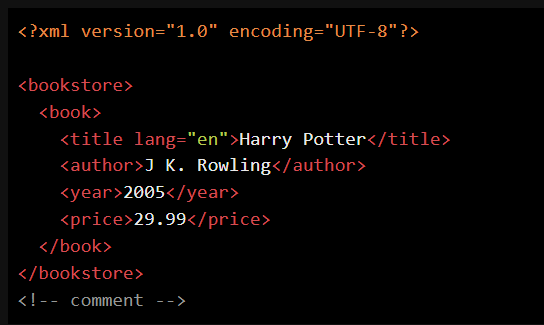 <?xml version="1.0" encoding="UTF-8"?>
<bookstore>
  <book>
    <title lang="en">Harry Potter</title>
    <author>J K. Rowling</author>
    <year>2005</year>
    <price>29.99</price>
  </book>
</bookstore>
<!-- comment -->